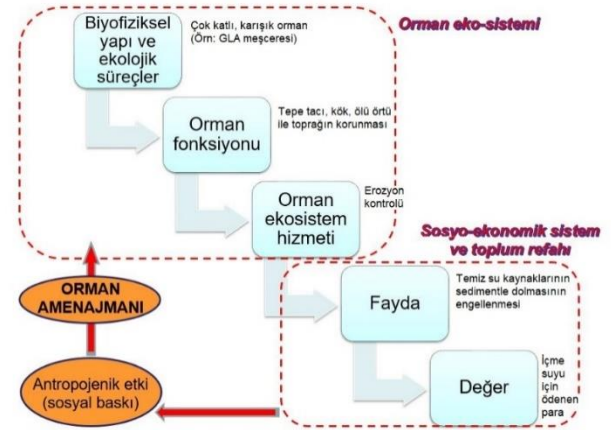 Orman eko-sistemi
Biyofiziksel
yapı ve
ekolojik
süreçler
Çok katlı, karışık orman
(Örn: GLA meşceresi)
Orman
fonksiyonu
Tepe tacı, kök, ölü örtü
ile toprağın korunması
Orman
ekosistem
hizmeti
Erozyon
kontrolü
Sosyo-ekonomik sistem
ve toplum refahı
Fayda
Temiz su kaynaklarının
sedimentle dolmasının
engellenmesi
Değer
İçme
suyu
için
ödenen
para
ORMAN
AMENAJMANI
Antropojenik etki
(sosyal baskı)